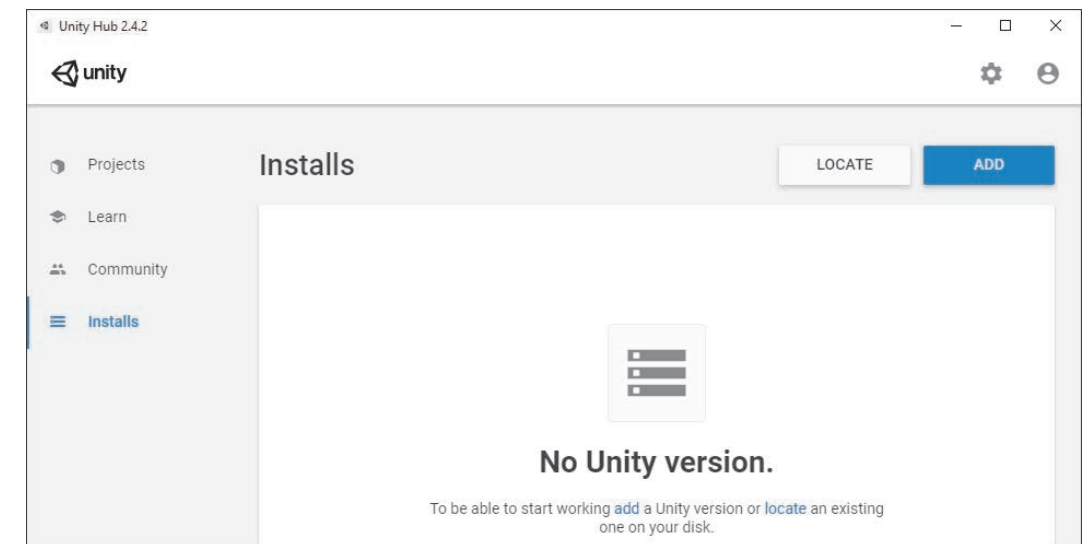 Unity Hub 2.4.2
unity
Projects
Learn
Community
Installs
Installs
LOCATE
ADD
No Unity version.
To be able to start working add a Unity version or locate an existing
one on your disk.